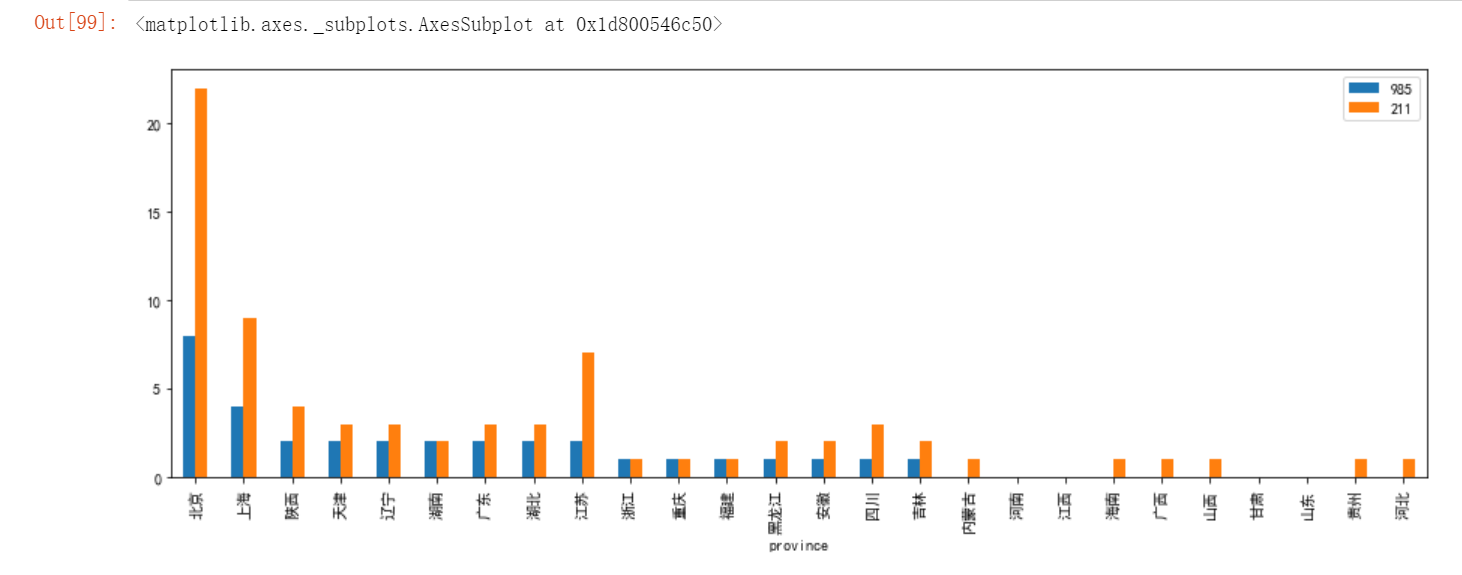 Out[99]: <matplotlib.axes._subplots.AxesSubplot at 0x1d800546c50>
985
211
20
15
10
5
0
北京 上海 陕西 天津 辽宁 湖南 广东 湖北 江苏 浙江 重庆 福建 黑龙江 安徽 四川 吉林 内蒙古 河南 江西 海南 广西 山西 甘肃 山东 贵州 河北
province